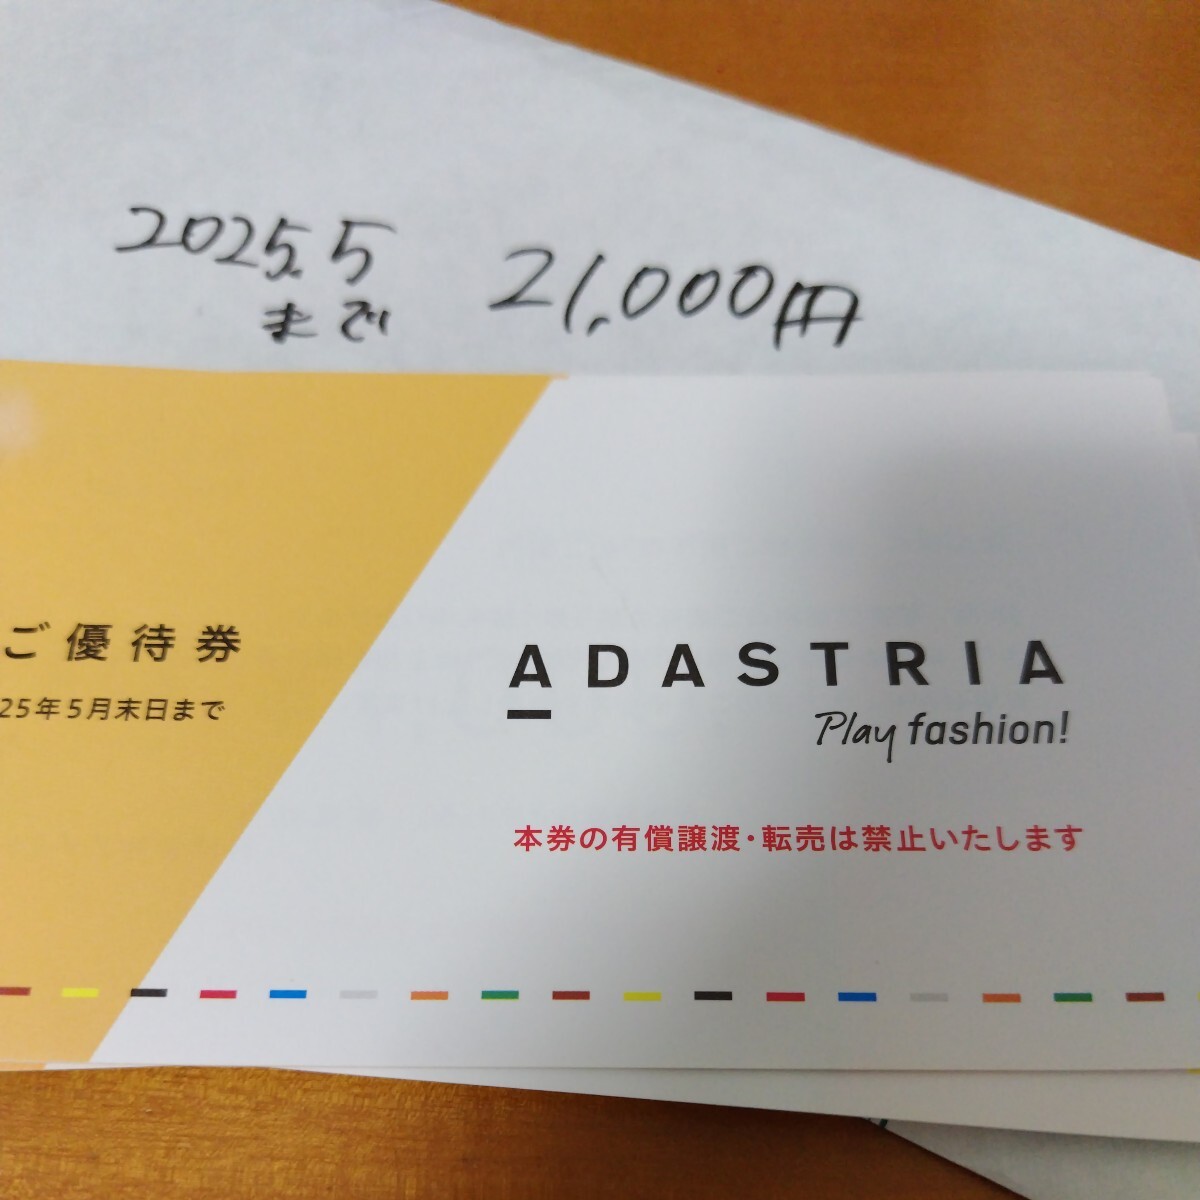 2025.5 21,000円
まで
ご優待券
25年5月末日まで
ADASTRIA
Play fashion!
本券の有償譲渡・転売は禁止いたします